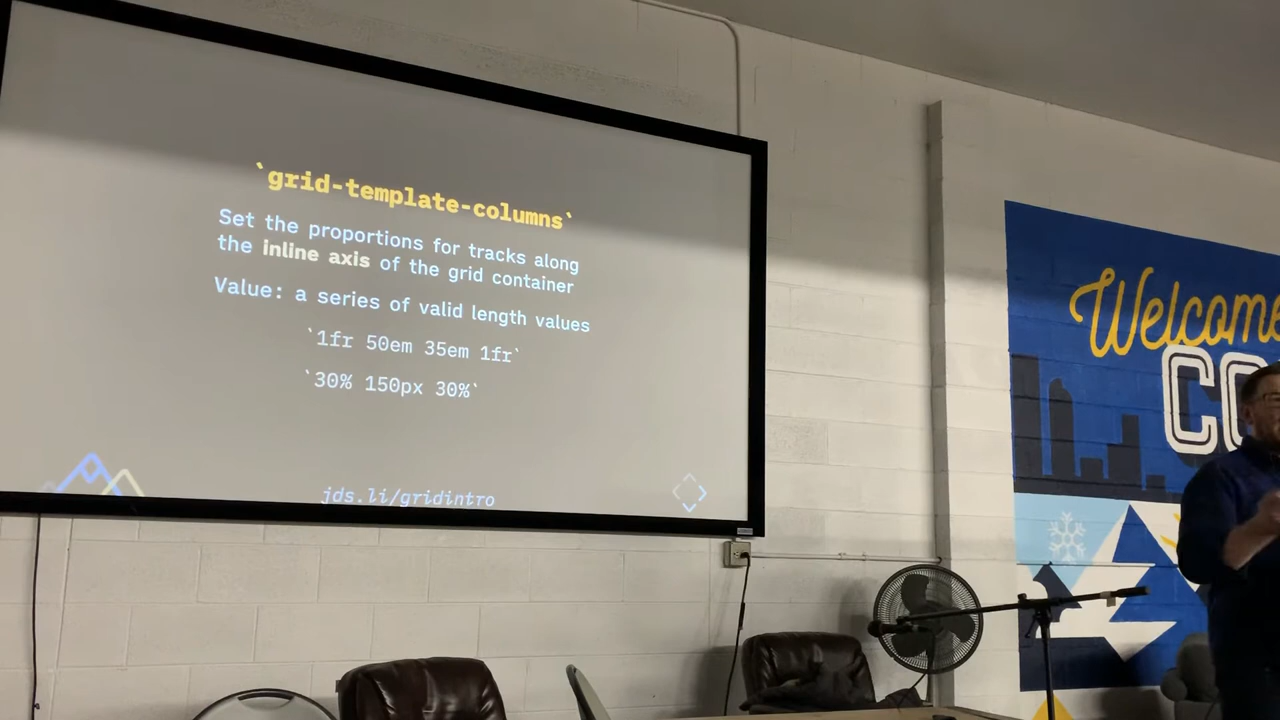 `grid-template-columns`
Set the proportions for tracks along
the inline axis of the grid container
Value: a series of valid length values
`1fr 50em 35em 1fr`
`30% 150px 30%`
jds.li/gridintro
Welcome
CO